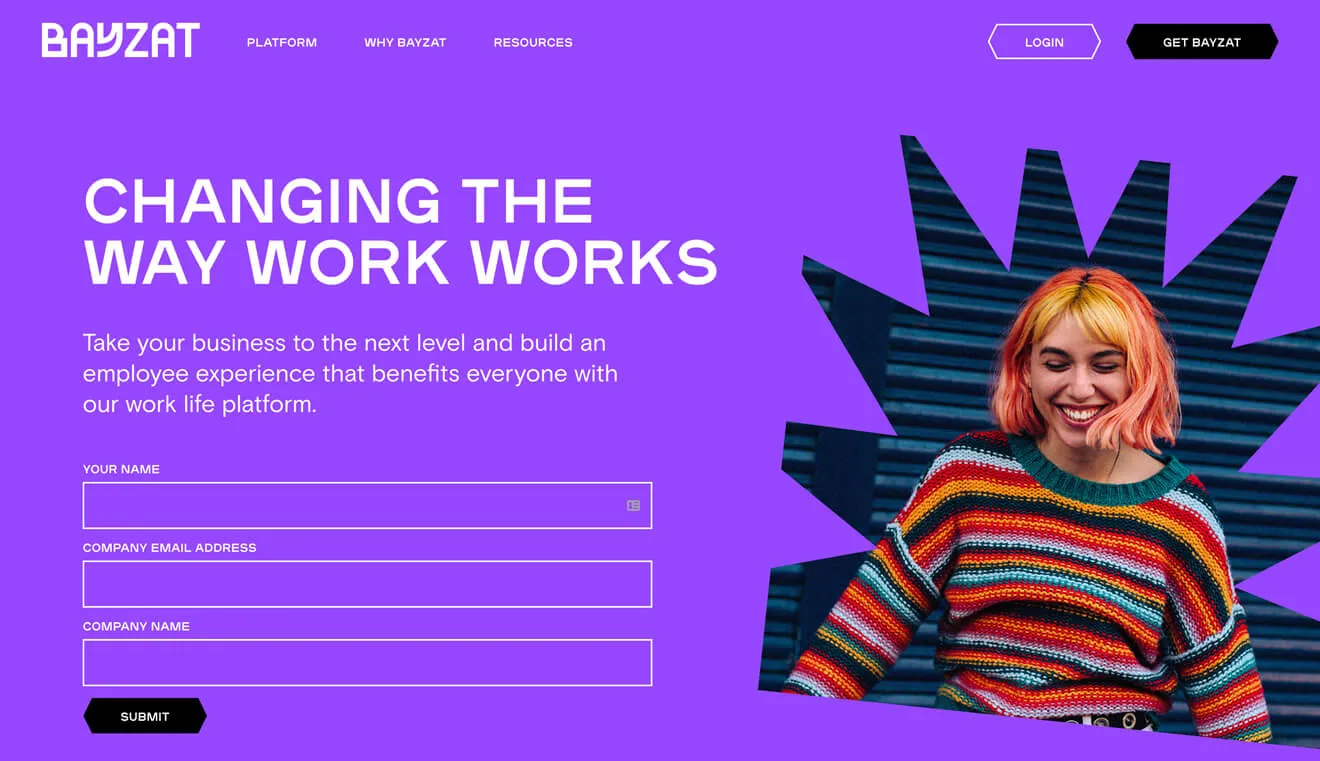 BAYZAT
PLATFORM
WHY BAYZAT
RESOURCES
LOGIN
GET BAYZAT
CHANGING THE
WAY WORK WORKS
Take your business to the next level and build an
employee experience that benefits everyone with
our work life platform.
YOUR NAME
COMPANY EMAIL ADDRESS
COMPANY NAME
SUBMIT